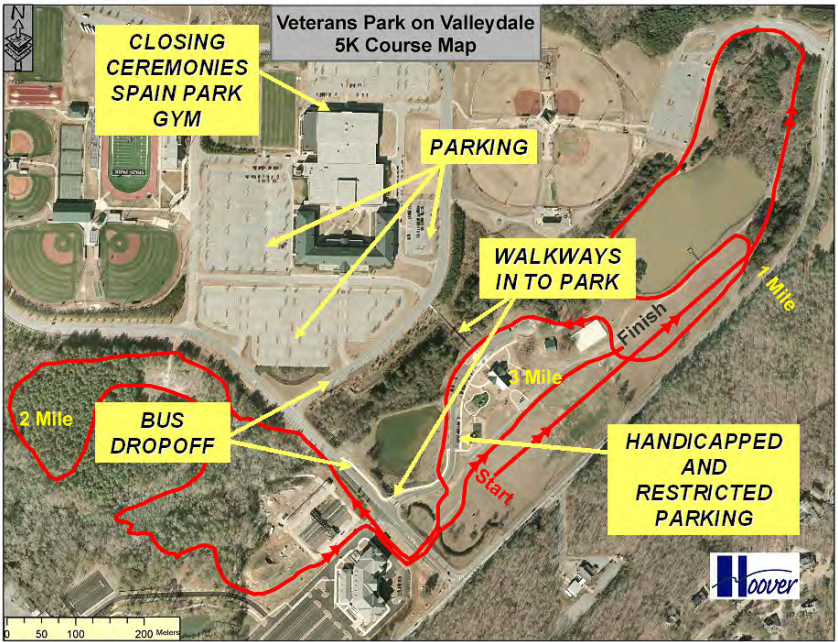 Veterans Park on Valleydale
5K Course Map
N
CLOSING
CEREMONIES
SPAIN PARK
GYM
PARKING
WALKWAYS
IN TO PARK
1 Mile
Finish
3 Mile
2 Mile
BUS
DROPOFF
Start
HANDICAPPED
AND
RESTRICTED
PARKING
Hoover
0 50 100 200 Meters